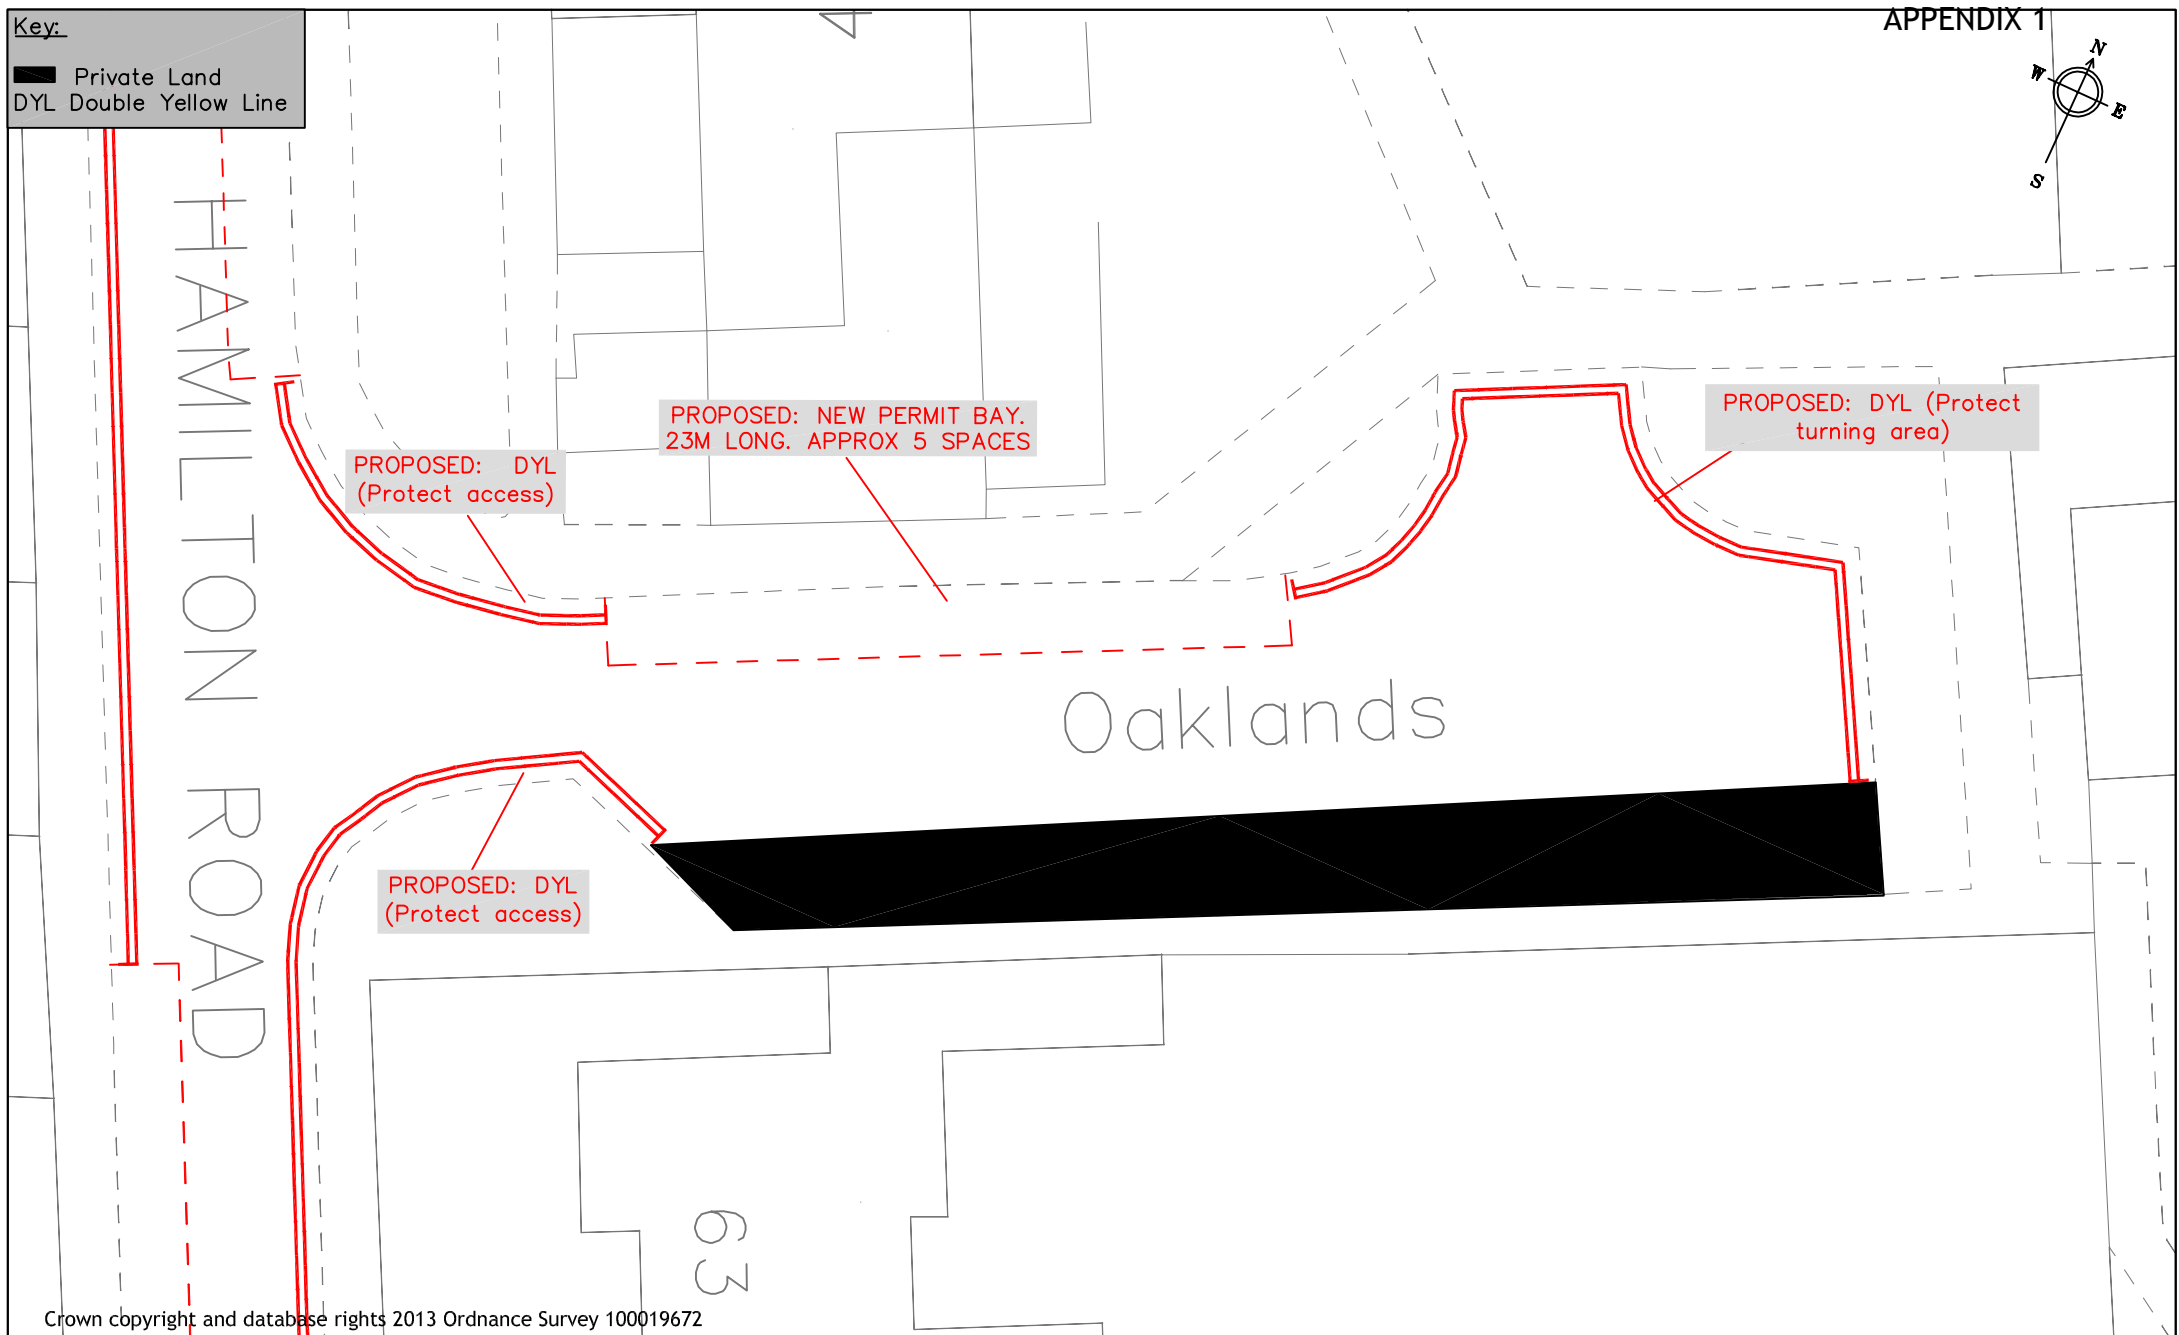 APPENDIX 1
Key:
Private Land
DYL Double Yellow Line
N
W
E
S
4
HAMILTON ROAD
PROPOSED: NEW PERMIT BAY.
23M LONG. APPROX 5 SPACES
PROPOSED: DYL (Protect
turning area)
PROPOSED: DYL
(Protect access)
Oaklands
PROPOSED: DYL
(Protect access)
63
Crown copyright and database rights 2013 Ordnance Survey 100019672